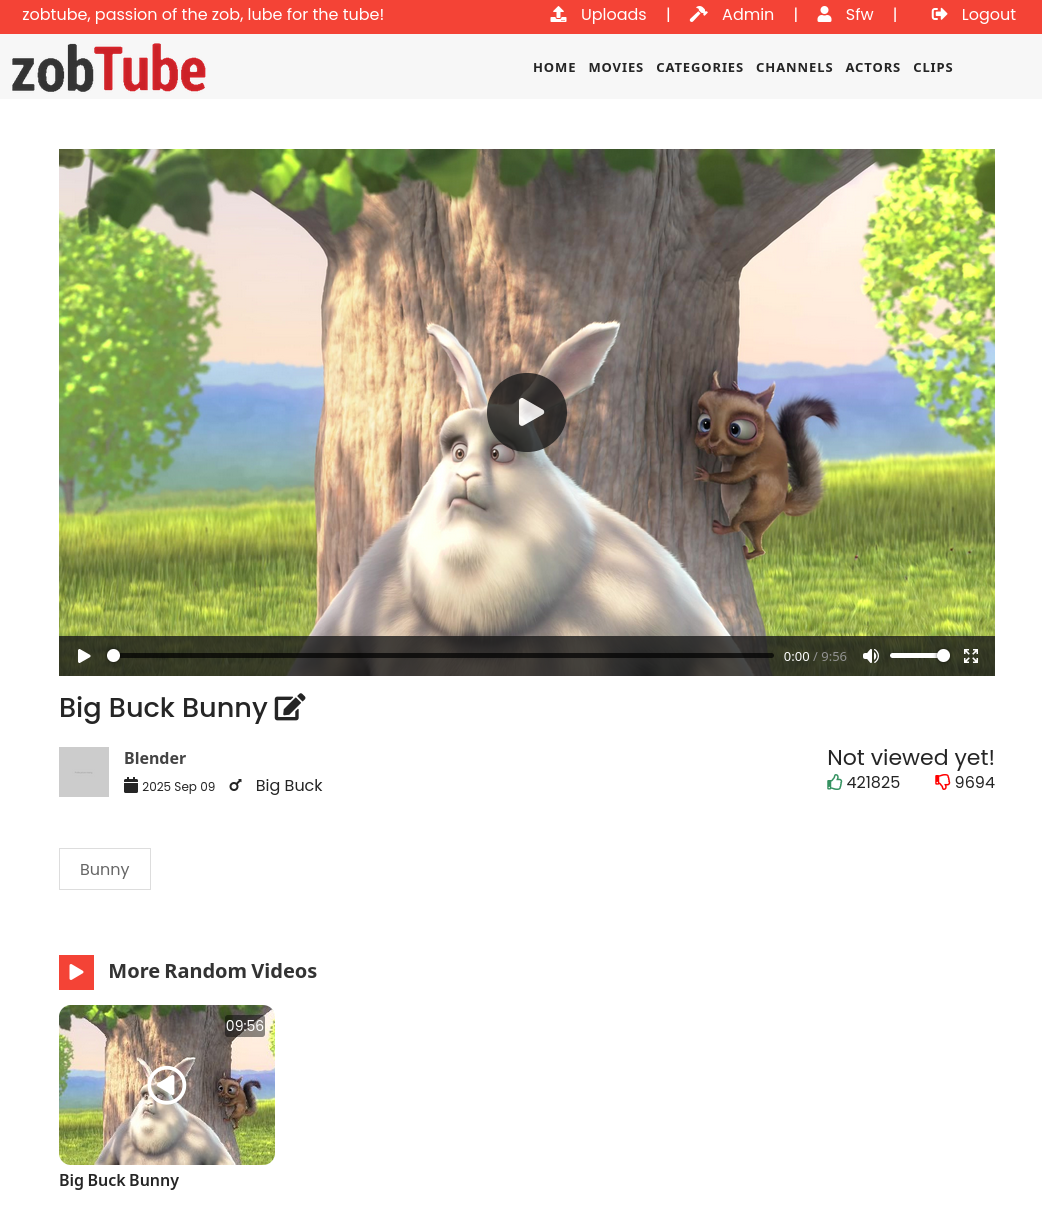 zobtube, passion of the zob, lube for the tube!
Uploads | Admin | Sfw | Logout
zobTube
HOME MOVIES CATEGORIES CHANNELS ACTORS CLIPS
0:00 / 9:56
Big Buck Bunny
Blender
2025 Sep 09 Big Buck
Not viewed yet!
421825 9694
Bunny
More Random Videos
09:56
Big Buck Bunny